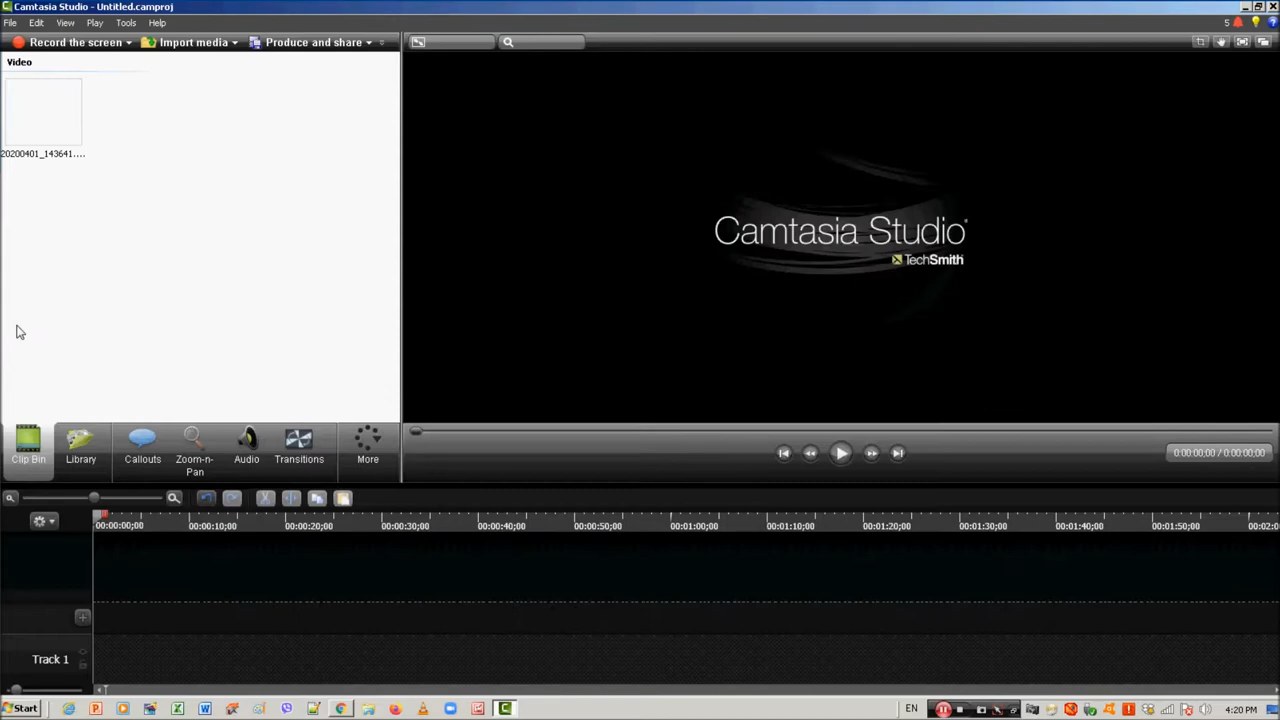 Camtasia Studio - Untitled.camproj
File Edit View Play Tools Help 5
Record the screen Import media Produce and share
Video
20200401_143641....
Camtasia Studio®
TechSmith
Clip Bin Library Callouts Zoom-n-Pan Audio Transitions More
0:00:00;00 / 0:00:00;00
00:00:00;00 00:00:10;00 00:00:20;00 00:00:30;00 00:00:40;00 00:00:50;00 00:01:00;00 00:01:10;00 00:01:20;00 00:01:30;00 00:01:40;00 00:01:50;00 00:02:0
Track 1
Start EN 4:20 PM